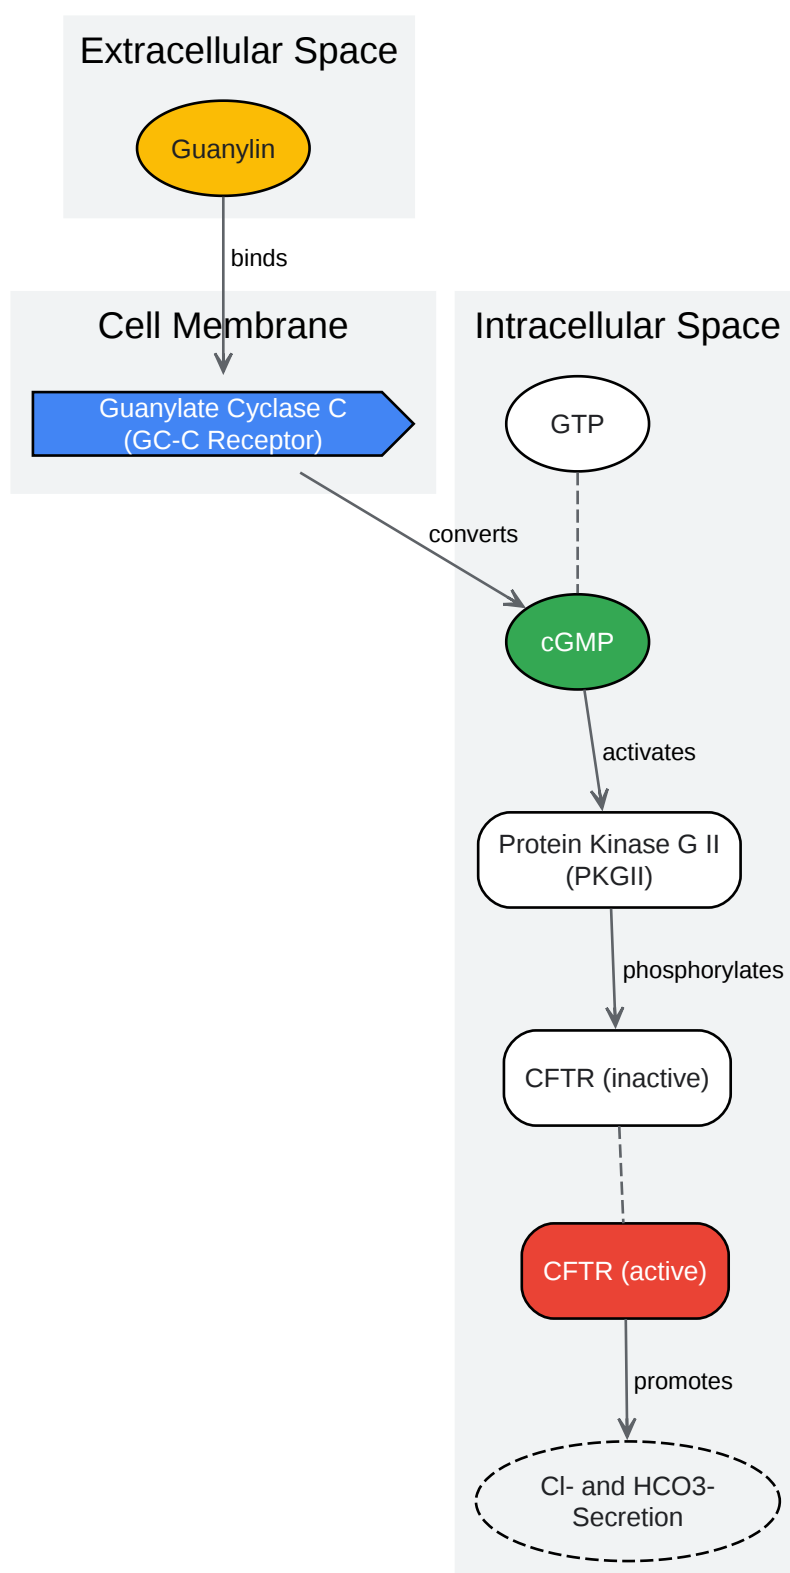 Extracellular Space
Guanylin
binds
Cell Membrane
Guanylate Cyclase C
(GC-C Receptor)
Intracellular Space
GTP
converts
cGMP
activates
Protein Kinase G II
(PKGII)
phosphorylates
CFTR (inactive)
CFTR (active)
promotes
Cl- and HCO3-
Secretion